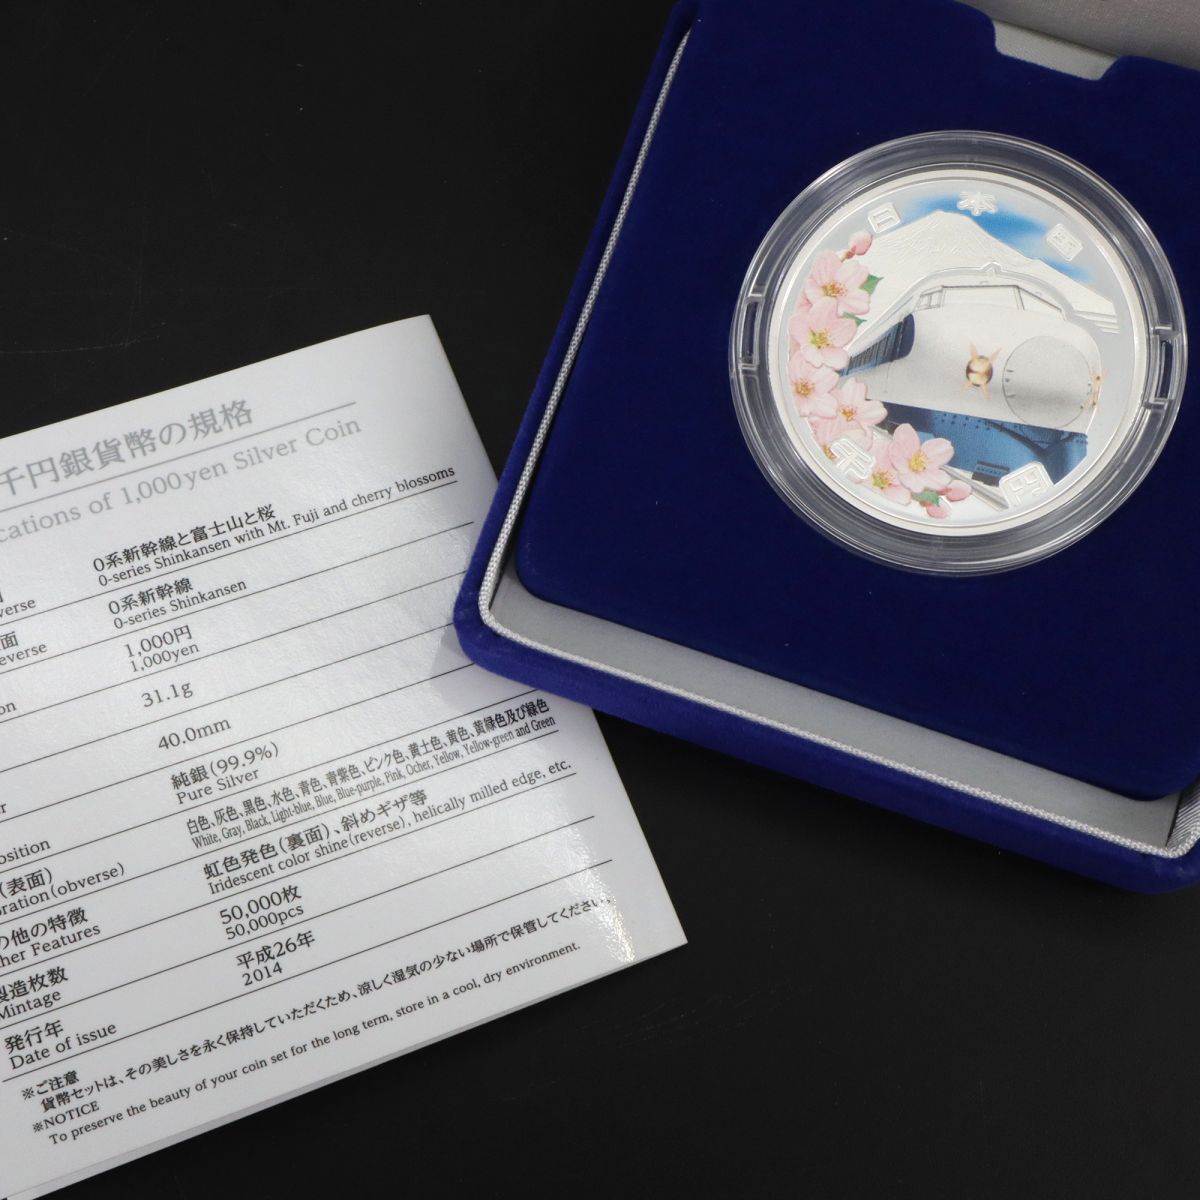 千円銀貨幣の規格
cations of 1,000yen Silver Coin
0系新幹線と富士山と桜
0-series Shinkansen with Mt. Fuji and cherry blossoms
verse
0系新幹線
0-series Shinkansen
面
everse
1,000円
1,000yen
on
31.1g
40.0mm
er
純銀(99.9%)
Pure Silver
osition
白色、灰色、黒色、水色、青色、青紫色、ピンク色、黄土色、黄色、黄緑色及び緑色
White, Gray, Black, Light-blue, Blue, Blue-purple, Pink, Ocher, Yellow, Yellow-green and Green
(表面)
oration(obverse)
虹色発色(裏面)、斜めギザ等
Iridescent color shine(reverse), helically milled edge, etc.
の他の特徴
ther Features
50,000枚
50,000pcs
製造枚数
Mintage
平成26年
2014
発行年
Date of issue
※ご注意
貨幣セットは、その美しさを永く保持していただくため、涼しく湿気の少ない場所で保管してください。
※NOTICE
To preserve the beauty of your coin set for the long term, store in a cool, dry environment.
日本国
千円